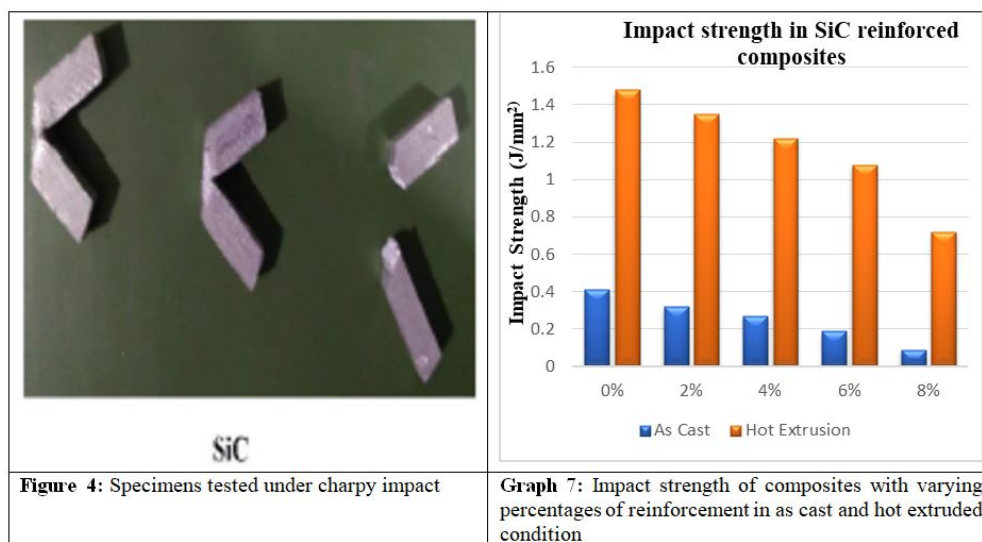 SiC
Figure 4: Specimens tested under charpy impact
Impact strength in SiC reinforced
composites
Impact Strength (J/mm²)
1.6
1.4
1.2
1
0.8
0.6
0.4
0.2
0
0%
2%
4%
6%
8%
As Cast
Hot Extrusion
Graph 7: Impact strength of composites with varying
percentages of reinforcement in as cast and hot extruded
condition